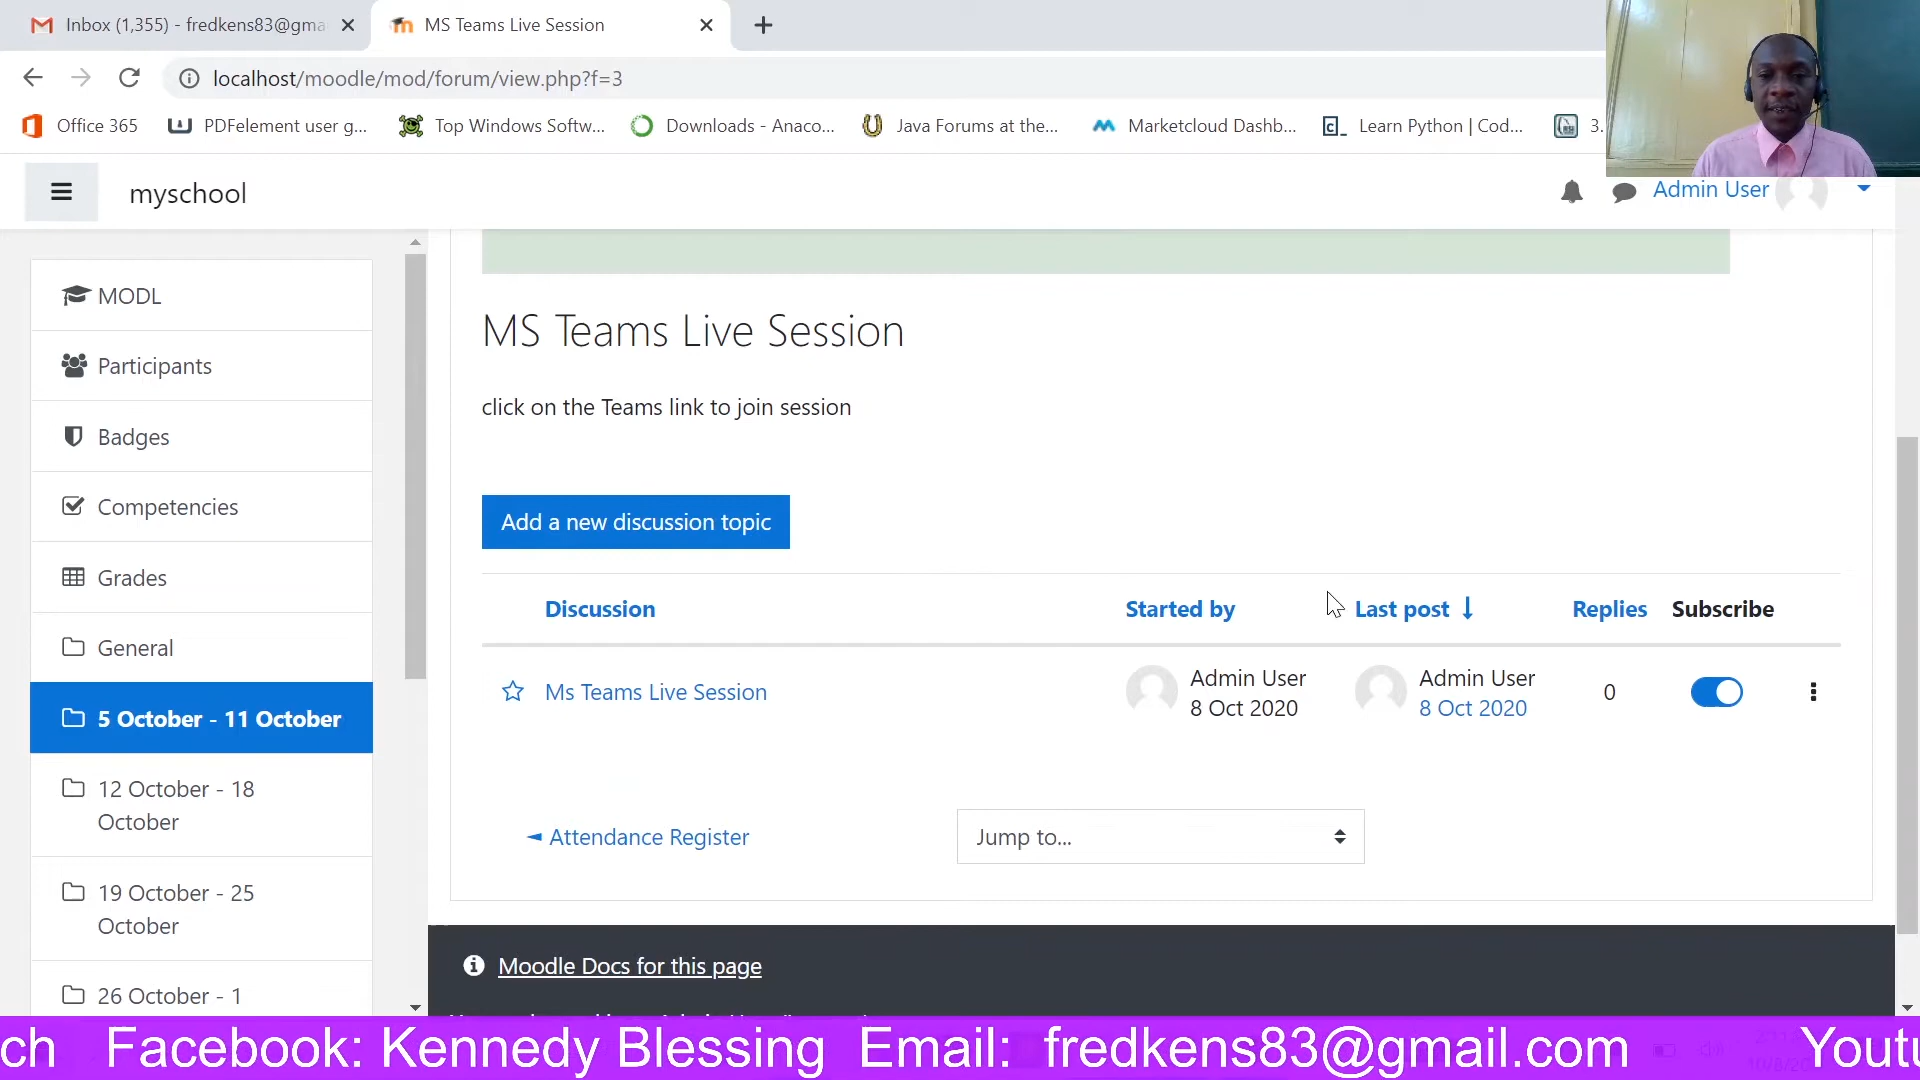 Inbox (1,355) - fredkens83@gma
MS Teams Live Session
localhost/moodle/mod/forum/view.php?f=3
Office 365
PDFelement user g...
Top Windows Softw...
Downloads - Anaco...
Java Forums at the...
Marketcloud Dashb...
Learn Python | Cod...
3.
myschool
Admin User
MODL
Participants
Badges
Competencies
Grades
General
5 October - 11 October
12 October - 18
October
19 October - 25
October
26 October - 1
MS Teams Live Session
click on the Teams link to join session
Add a new discussion topic
Discussion Started by Last post Replies Subscribe
Ms Teams Live Session Admin User 8 Oct 2020 Admin User 8 Oct 2020 0
◄ Attendance Register
Jump to...
Moodle Docs for this page
ch Facebook: Kennedy Blessing Email: fredkens83@gmail.com Youtu